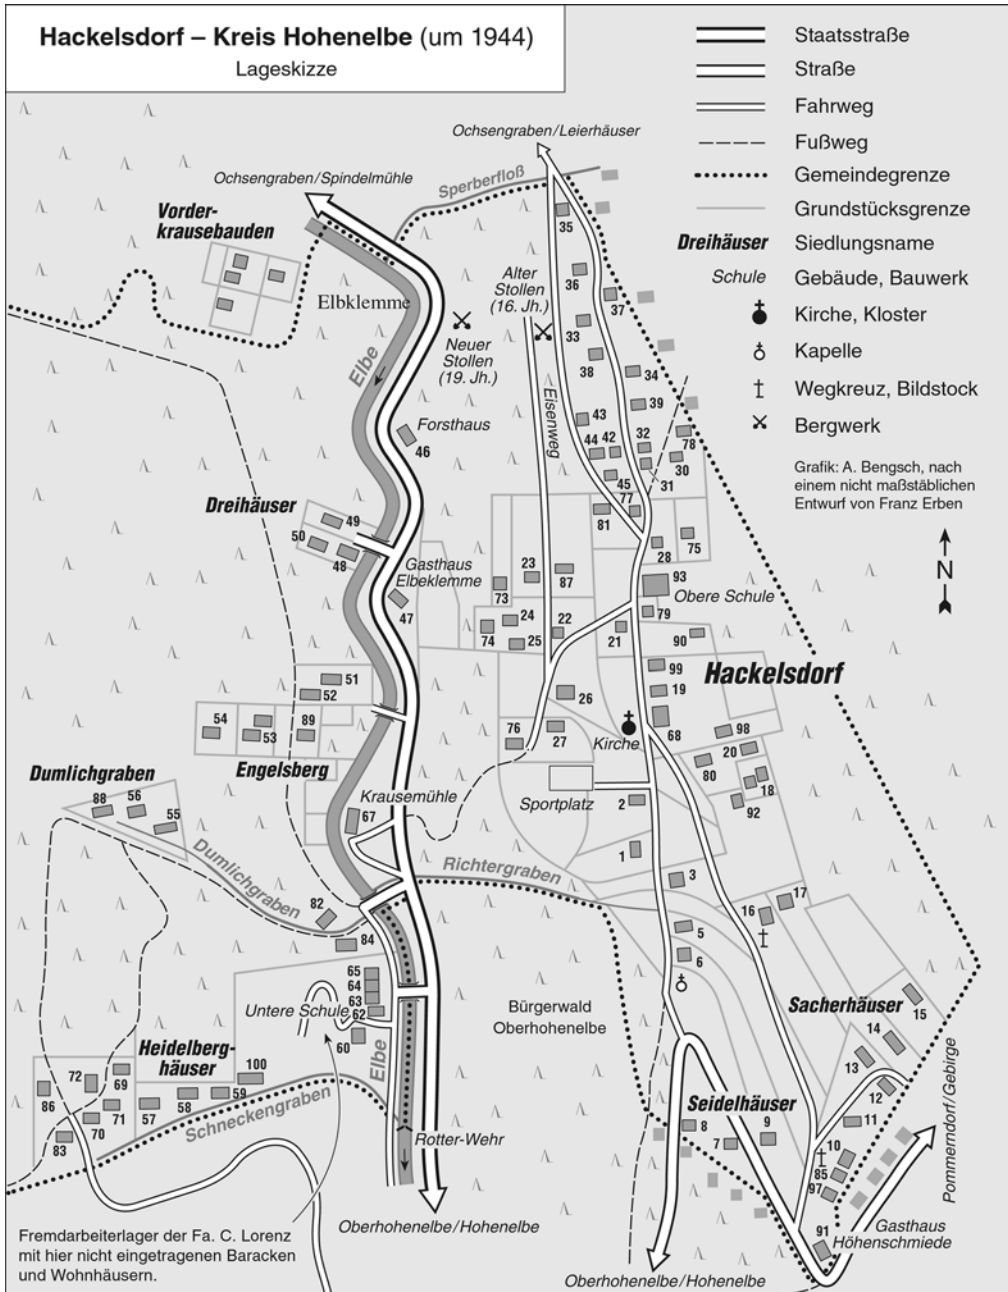 Hackelsdorf – Kreis Hohenelbe (um 1944)
Lageskizze
Staatsstraße
Straße
Fahrweg
Fußweg
Gemeindegrenze
Grundstücksgrenze
Dreihäuser Siedlungsname
Schule Gebäude, Bauwerk
Kirche, Kloster
Kapelle
Wegkreuz, Bildstock
Bergwerk
Grafik: A. Bengsch, nach
einem nicht maßstäblichen
Entwurf von Franz Erben
N
Ochsengraben/Leierhäuser
Ochsengraben/Spindelmühle
Sperberfloß
Vorder-
krausebauden
Elbklemme
Elbe
Neuer
Stollen
(19. Jh.)
Alter
Stollen
(16. Jh.)
Eisenweg
35
36
37
33
38
34
39
43
44
42
32
78
30
31
45
77
81
28
75
Forsthaus
46
Dreihäuser
49
50
48
Gasthaus
Elbeklemme
47
23
73
87
24
22
74
25
93
Obere Schule
79
21
90
99
19
68
Hackelsdorf
26
27
76
Kirche
98
20
80
18
92
Sportplatz
2
1
3
51
52
54
53
89
Engelsberg
Dumlichgraben
88
56
55
Krausemühle
67
Dumlichgraben
Richtergraben
82
84
5
6
16
17
65
64
63
62
Untere Schule
60
Elbe
Bürgerwald
Oberhohenelbe
Sacherhäuser
15
14
13
12
11
10
85
97
91
Heidelberg-
häuser
100
72
69
86
71
70
57
58
59
83
Schneckengraben
Rotter-Wehr
Seidelhäuser
8
7
9
Pommerndorf/Gebirge
Gasthaus
Höhenschmiede
Oberhohenelbe/Hohenelbe
Oberhohenelbe/Hohenelbe
Fremdarbeiterlager der Fa. C. Lorenz
mit hier nicht eingetragenen Baracken
und Wohnhäusern.